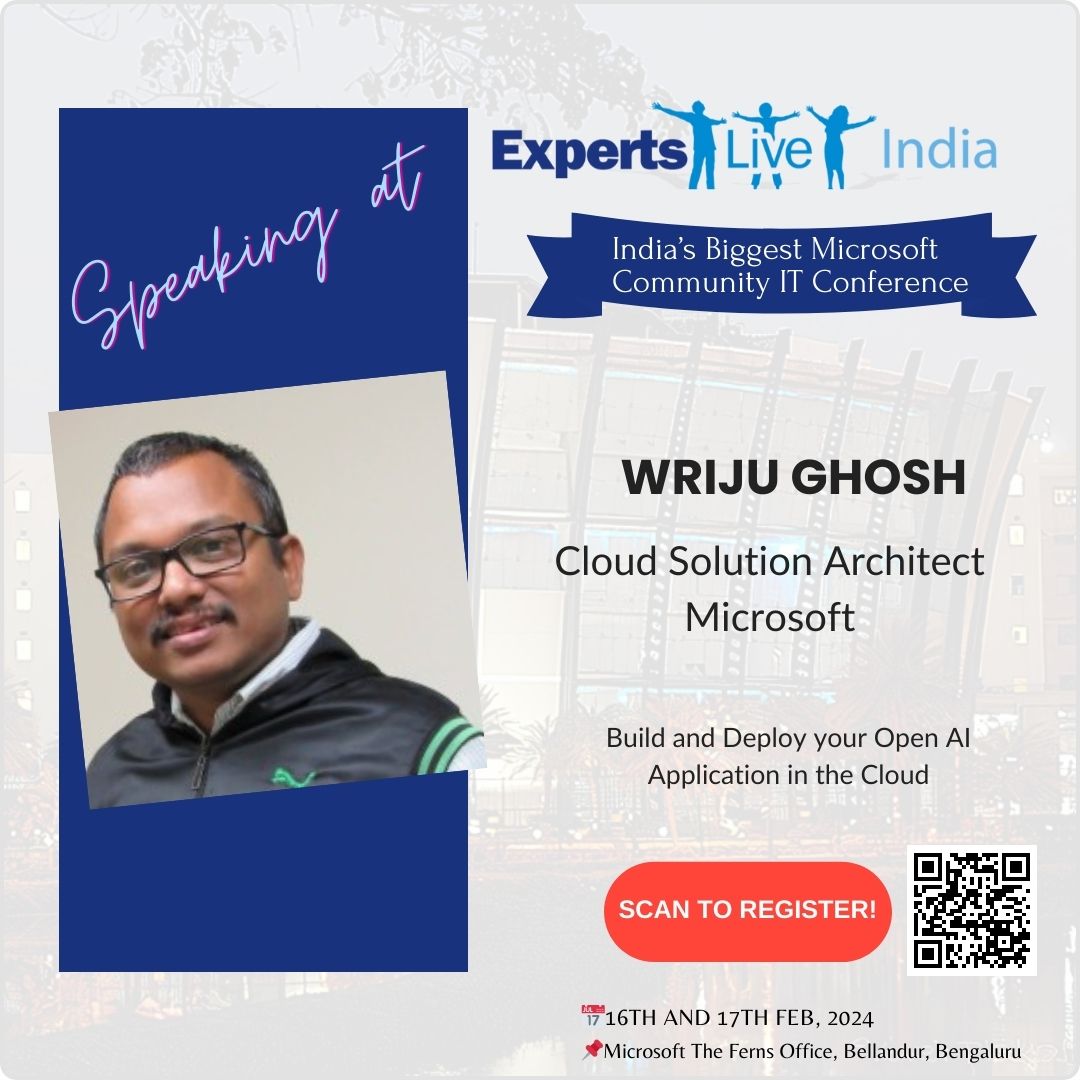 Speaking at
Experts Live India
India’s Biggest Microsoft
Community IT Conference
WRIJU GHOSH
Cloud Solution Architect
Microsoft
Build and Deploy your Open AI
Application in the Cloud
SCAN TO REGISTER!
JUL
17
16TH AND 17TH FEB, 2024
Microsoft The Ferns Office, Bellandur, Bengaluru